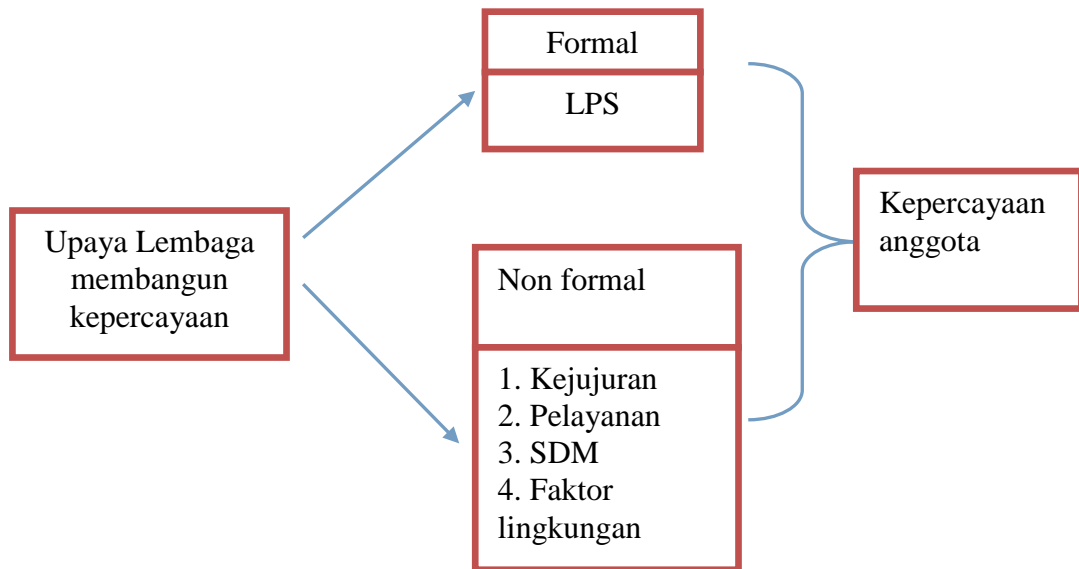 Upaya Lembaga
membangun
kepercayaan
Formal
LPS
Non formal
1. Kejujuran
2. Pelayanan
3. SDM
4. Faktor
lingkungan
Kepercayaan
anggota